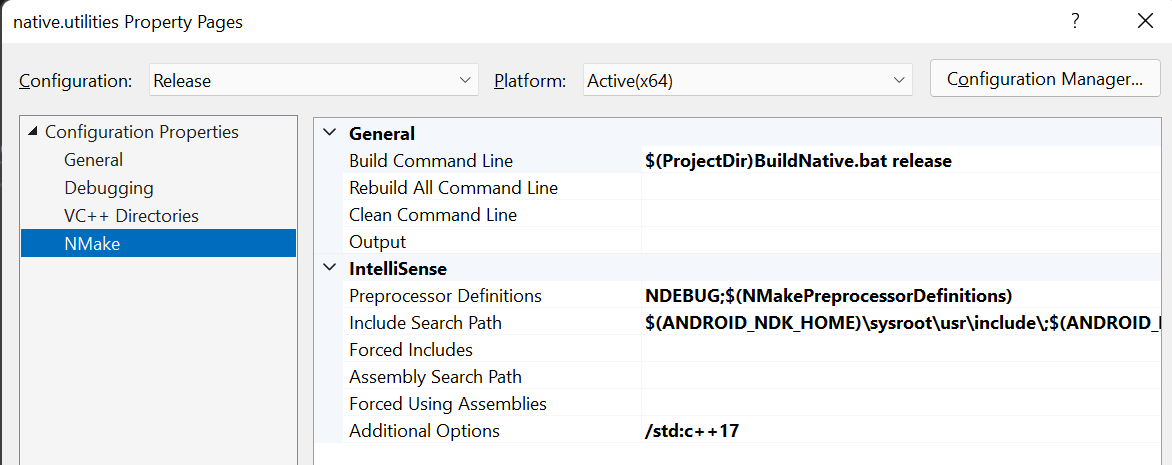 native.utilities Property Pages ?
Configuration: Release Platform: Active(x64) Configuration Manager...
Configuration Properties
General
Debugging
VC++ Directories
NMake
General
Build Command Line $(ProjectDir)BuildNative.bat release
Rebuild All Command Line
Clean Command Line
Output
IntelliSense
Preprocessor Definitions NDEBUG;$(NMakePreprocessorDefinitions)
Include Search Path $(ANDROID_NDK_HOME)\sysroot\usr\include\;$(ANDROID_
Forced Includes
Assembly Search Path
Forced Using Assemblies
Additional Options /std:c++17